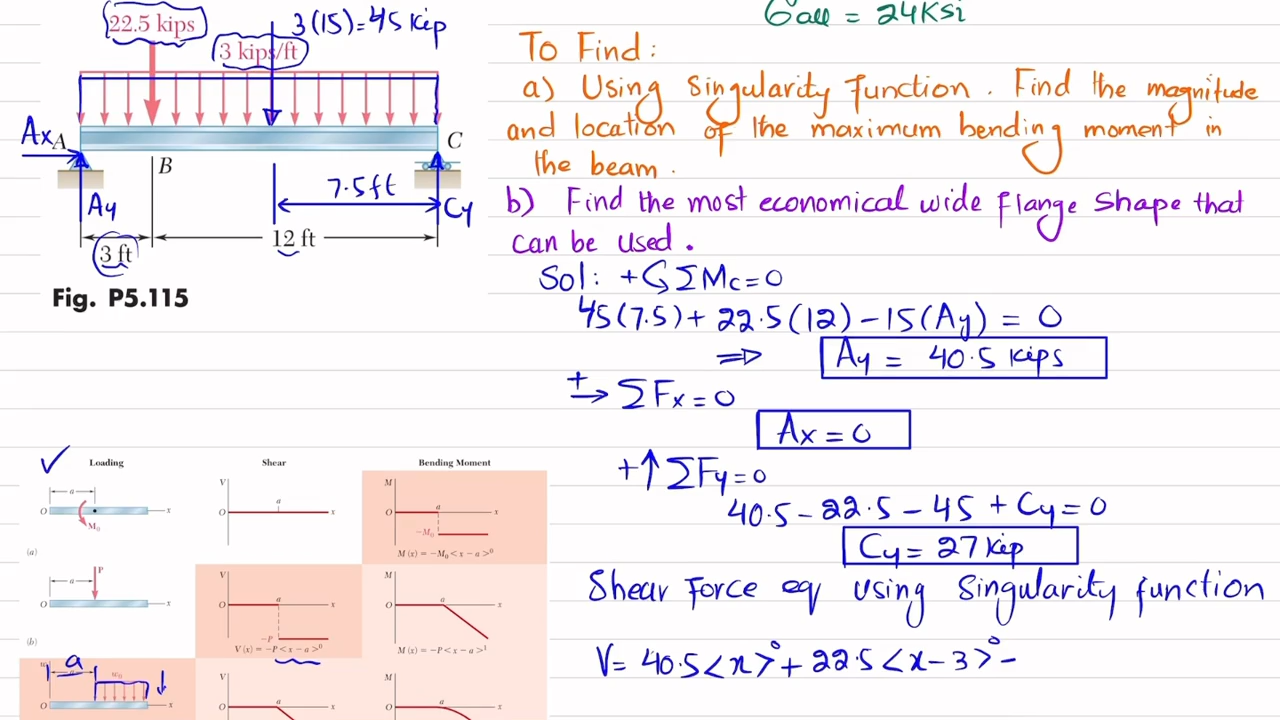 22.5 kips
3(15)=45 Kip
3 kips/ft
Ax
A
B
C
Ay
7.5ft
Cy
3 ft
12 ft
Fig. P5.115
σall = 24Ksi
To Find:
a) Using Singularity Function. Find the magnitude
and location of the maximum bending moment in
the beam.
b) Find the most economical wide flange shape that
can be used.
Sol: +↺ ΣMc=0
45(7.5)+ 22.5(12)-15(Ay) = 0
⇒ Ay = 40.5 kips
+→ ΣFx=0
Ax=0
+↑ ΣFy=0
40.5-22.5-45 + Cy=0
Cy= 27 Kip
Shear Force eq using Singularity function
V= 40.5<x>⁰+ 22.5<x-3>⁰-
✓ Loading Shear Bending Moment
a
O
M₀
x
(a)
V
a
O
x
M
a
O
x
-M₀
M(x) = -M₀<x-a>⁰
a
P
O
x
(b)
V
a
O
x
-P
V(x) = -P<x-a>⁰
M
a
O
x
M(x) = -P<x-a>¹
a
w₀
O
x
V
a
O
x
M
a
O
x